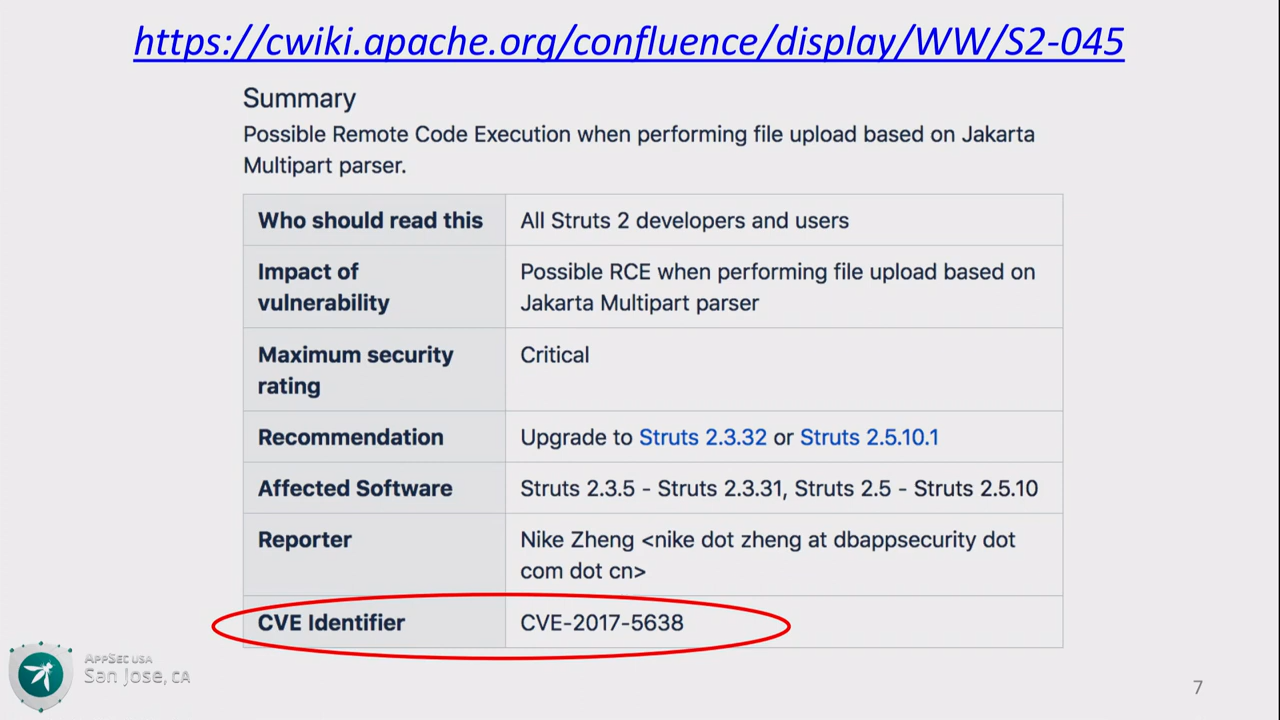 https://cwiki.apache.org/confluence/display/WW/S2-045
Summary
Possible Remote Code Execution when performing file upload based on Jakarta
Multipart parser.
Who should read this
All Struts 2 developers and users
Impact of
vulnerability
Possible RCE when performing file upload based on
Jakarta Multipart parser
Maximum security
rating
Critical
Recommendation
Upgrade to Struts 2.3.32 or Struts 2.5.10.1
Affected Software
Struts 2.3.5 - Struts 2.3.31, Struts 2.5 - Struts 2.5.10
Reporter
Nike Zheng <nike dot zheng at dbappsecurity dot
com dot cn>
CVE Identifier
CVE-2017-5638
AppSec USA
San Jose, CA
7